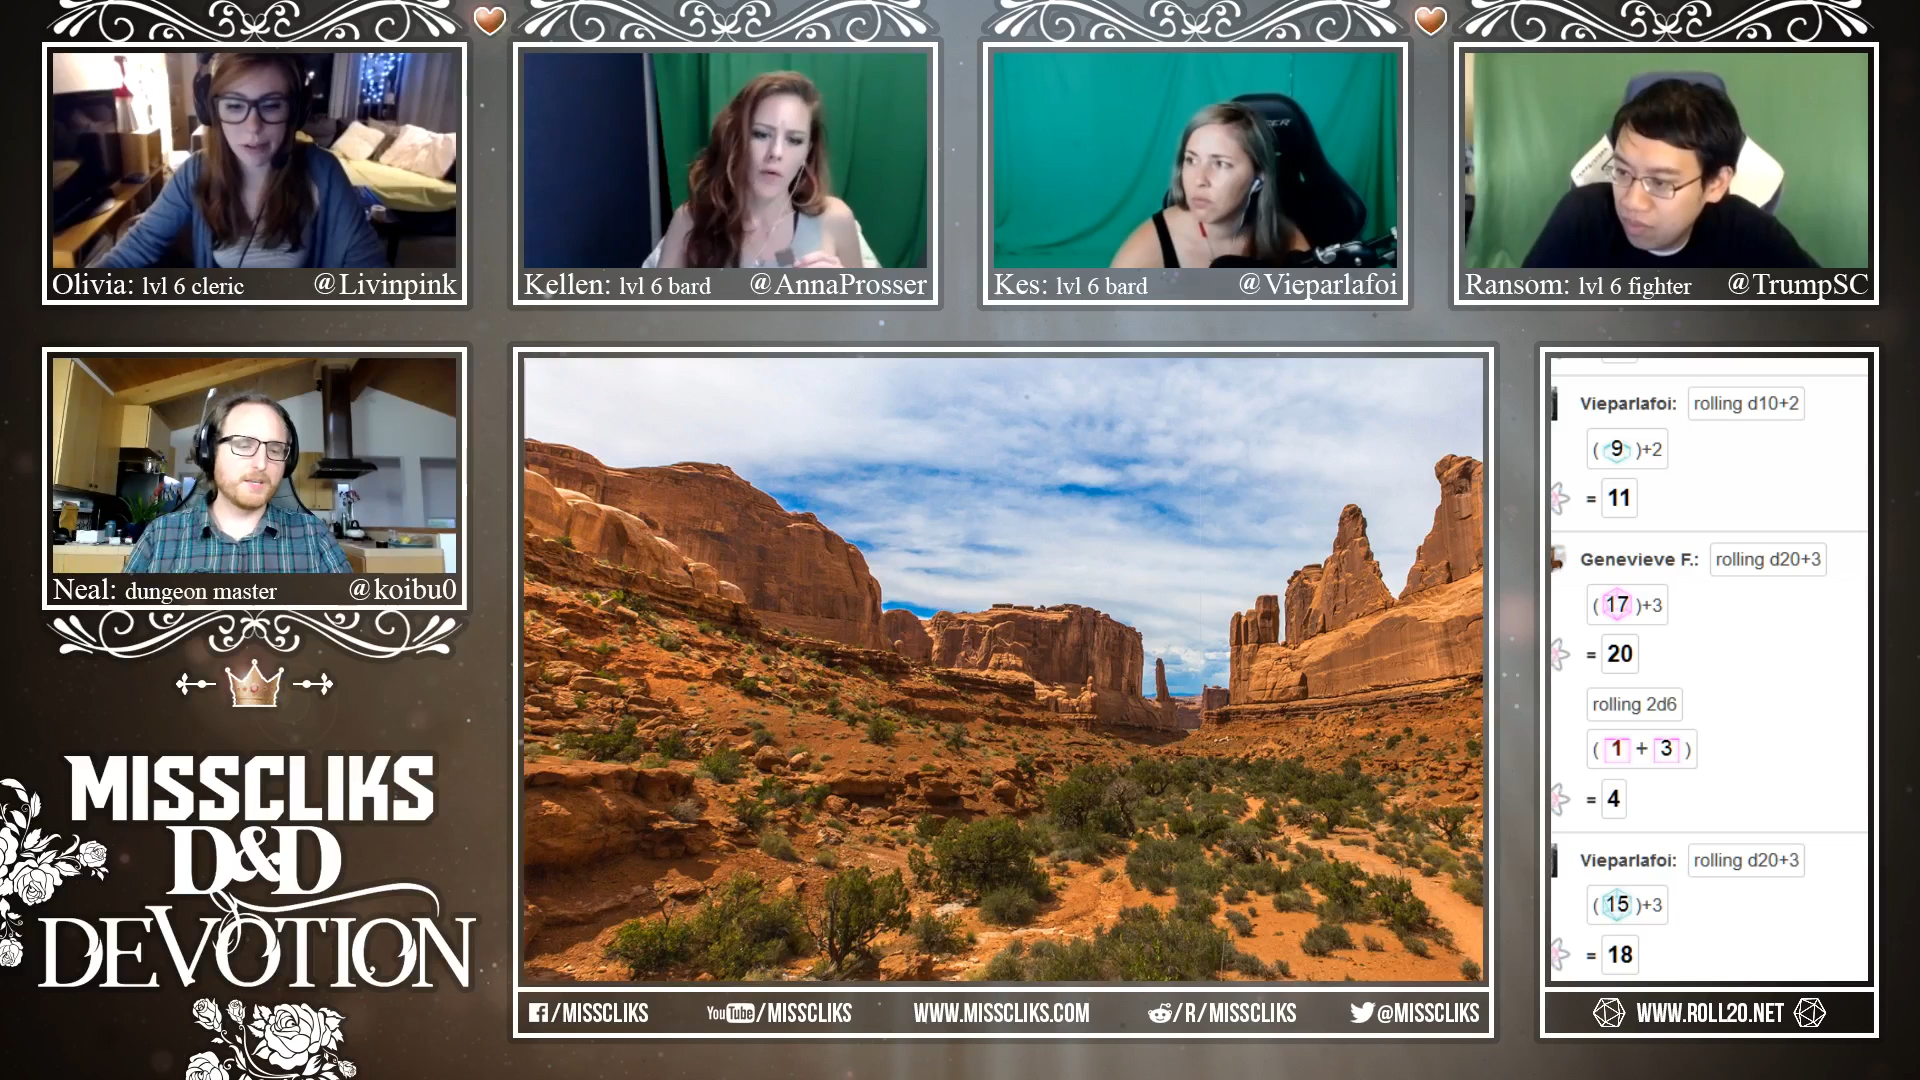 Olivia: lvl 6 cleric @Livinpink
Kellen: lvl 6 bard @AnnaProsser
Kes: lvl 6 bard @Vieparlafoi
Ransom: lvl 6 fighter @TrumpSC
Neal: dungeon master @koibu0
MISSCLIKS
D&D
DEVOTION
Vieparlafoi: rolling d10+2
(9)+2
= 11
Genevieve F.: rolling d20+3
(17)+3
= 20
rolling 2d6
(1 + 3)
= 4
Vieparlafoi: rolling d20+3
(15)+3
= 18
/MISSCLIKS YouTube/MISSCLIKS WWW.MISSCLIKS.COM /R/MISSCLIKS @MISSCLIKS
WWW.ROLL20.NET